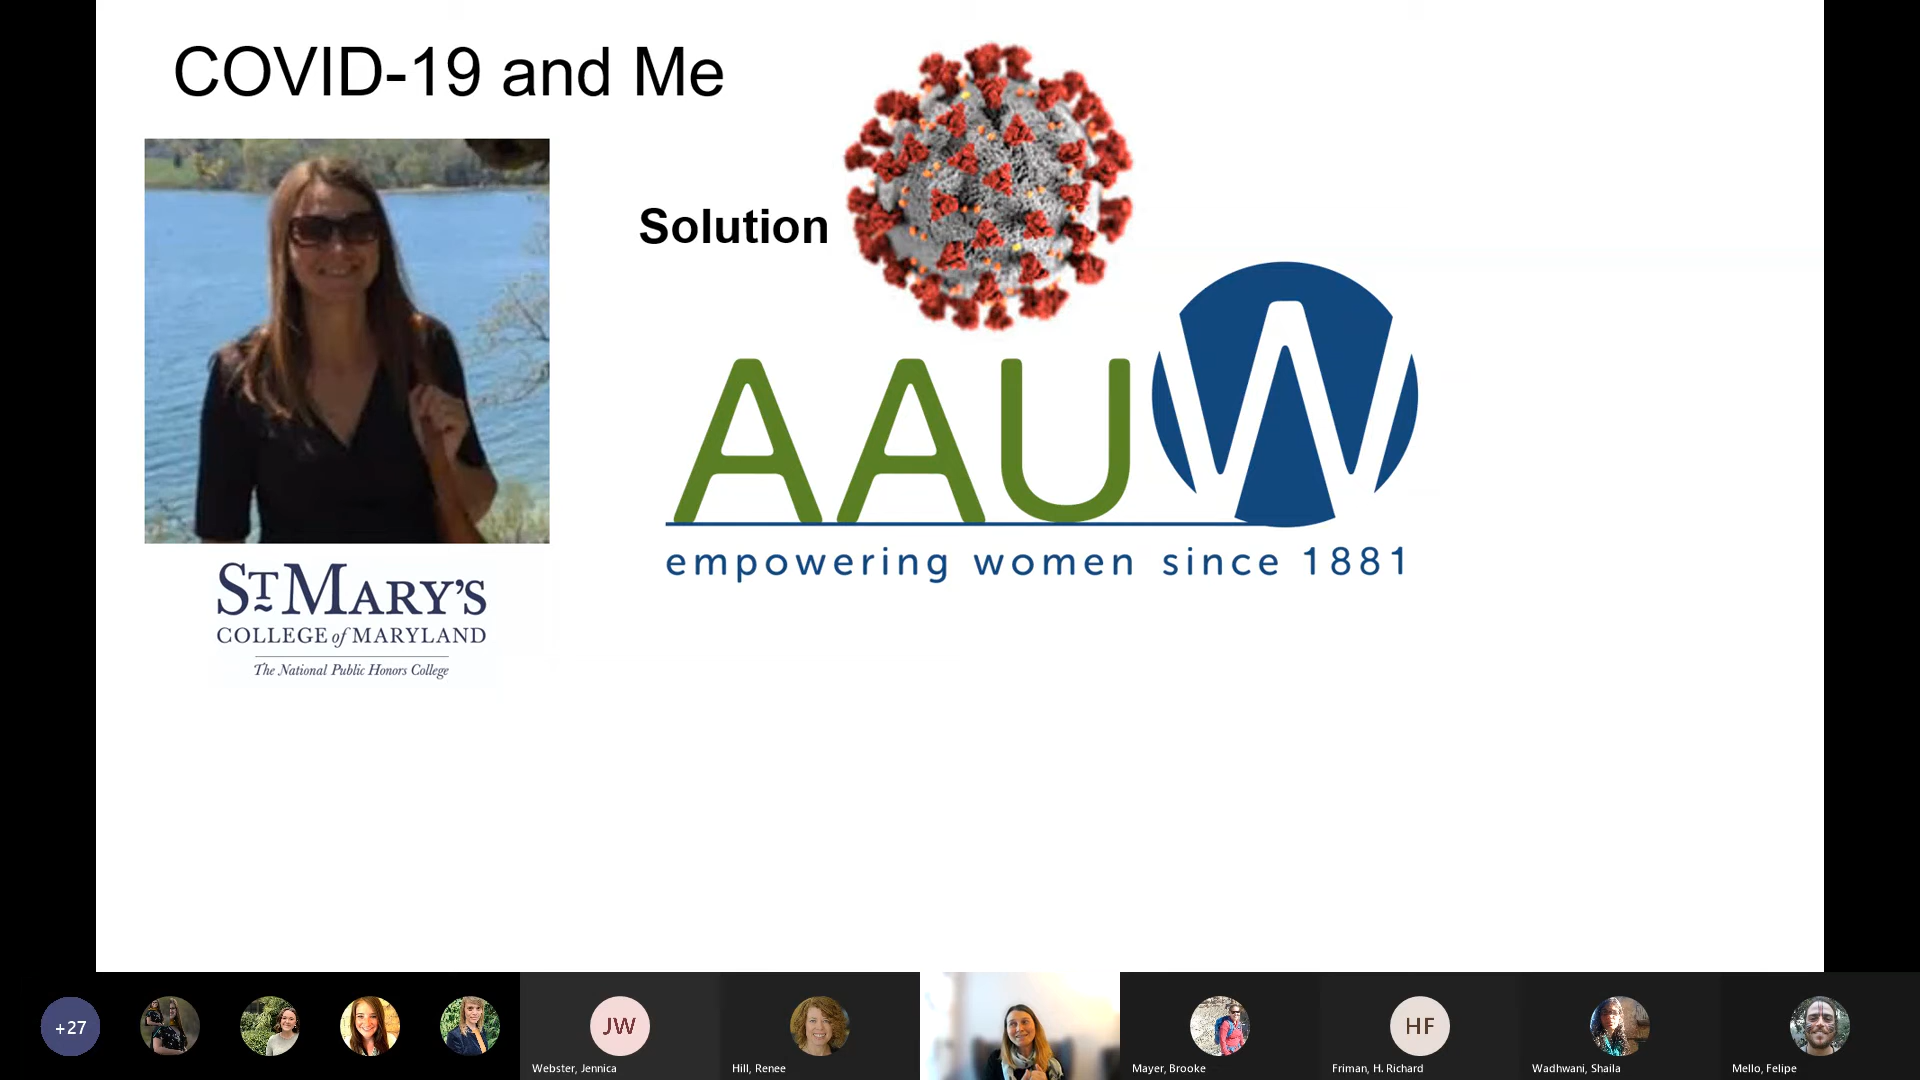 COVID-19 and Me
Solution
AAUW
empowering women since 1881
ST MARY'S
COLLEGE of MARYLAND
The National Public Honors College
+27
JW
Webster, Jennica
Hill, Renee
Mayer, Brooke
HF
Friman, H. Richard
Wadhwani, Shaila
Mello, Felipe